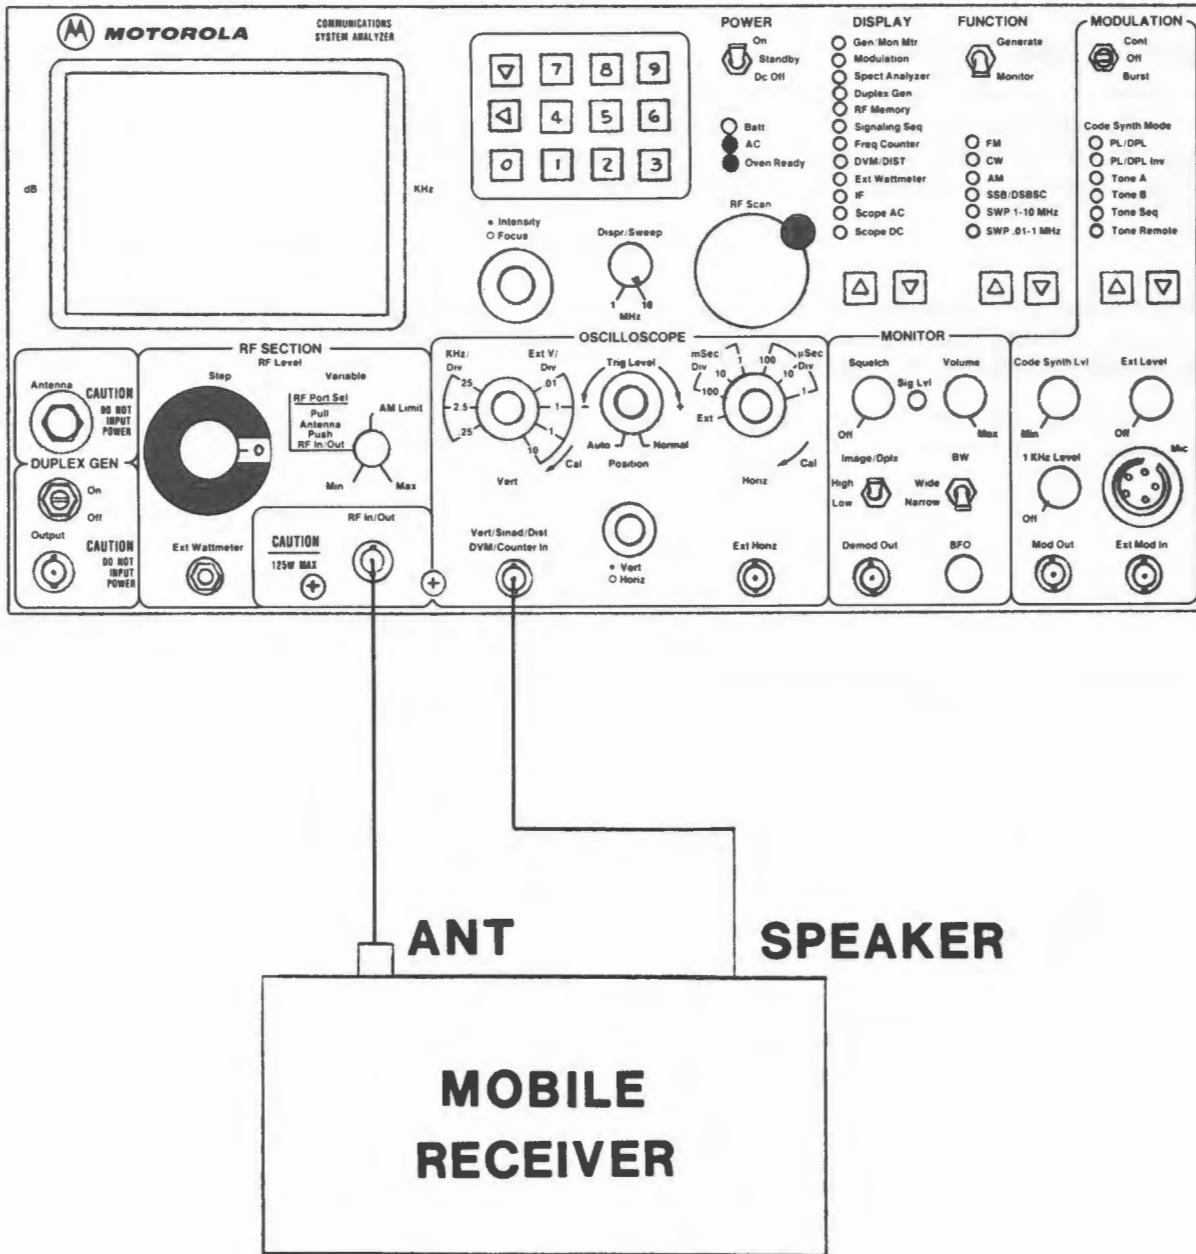 MOTOROLA
COMMUNICATIONS
SYSTEM ANALYZER
dB
KHz
7 8 9
4 5 6
0 1 2 3
Intensity
Focus
Dispr/Sweep
1 10
MHz
POWER
On
Standby
Dc Off
Batt
AC
Oven Ready
RF Scan
DISPLAY
Gen/Mon Mtr
Modulation
Spect Analyzer
Duplex Gen
RF Memory
Signaling Seq
Freq Counter
DVM/DIST
Ext Wattmeter
IF
Scope AC
Scope DC
FUNCTION
Generate
Monitor
FM
CW
AM
SSB/DSBSC
SWP 1-10 MHz
SWP .01-1 MHz
MODULATION
Cont
Off
Burst
Code Synth Mode
PL/DPL
PL/DPL Inv
Tone A
Tone B
Tone Seq
Tone Remote
Antenna
CAUTION
DO NOT
INPUT
POWER
DUPLEX GEN
On
Off
Output
CAUTION
DO NOT
INPUT
POWER
RF SECTION
RF Level
Step
Variable
0
RF Port Sel
Pull
Antenna
Push
RF In/Out
AM Limit
Min
Max
Ext Wattmeter
CAUTION
125W MAX
RF In/Out
OSCILLOSCOPE
KHz/
Div
25
2.5
.25
Ext V/
Div
.01
.1
1
10
Cal
Vert
Trig Level
- +
Auto
Normal
Position
Vert
Horiz
Vert/Sinad/Dist
DVM/Counter In
mSec
Div
1
10
100
Ext
µSec
Div
100
10
1
Cal
Horiz
Ext Horiz
MONITOR
Squelch
Off
Sig Lvl
Volume
Max
Image/Dplx
High
Low
BW
Wide
Narrow
Demod Out
BFO
Code Synth Lvl
Min
Ext Level
Off
1 KHz Level
Off
Mic
Mod Out
Ext Mod In
ANT
SPEAKER
MOBILE
RECEIVER